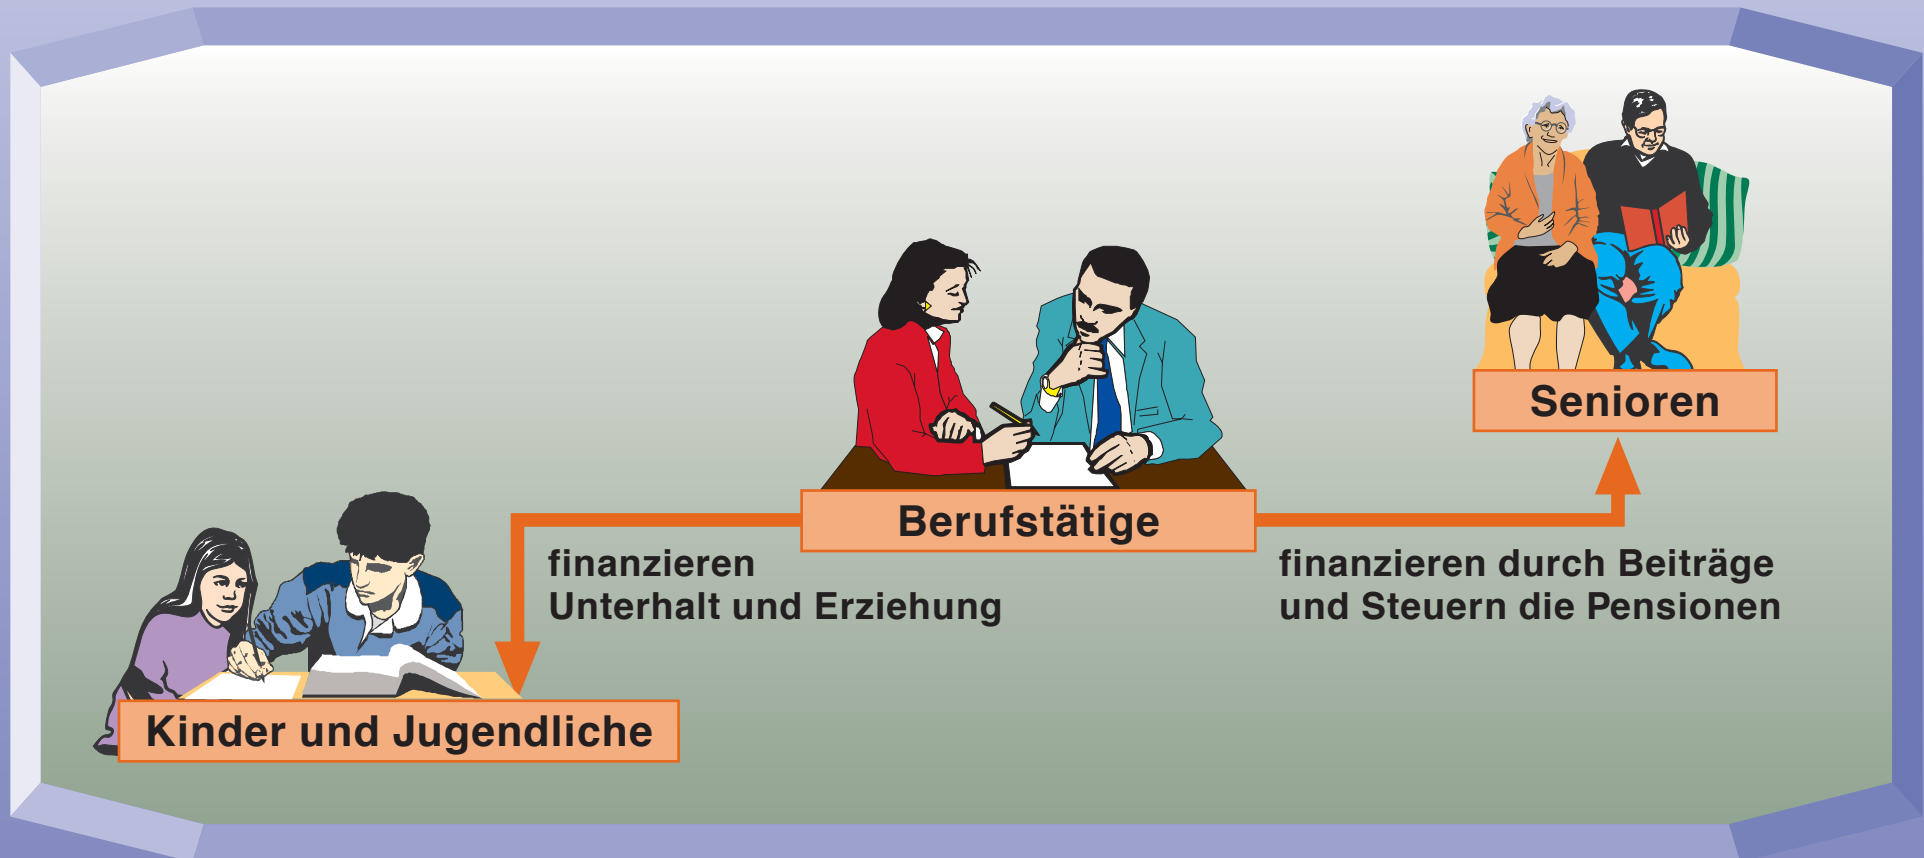 Senioren
Berufstätige
finanzieren
Unterhalt und Erziehung
finanzieren durch Beiträge
und Steuern die Pensionen
Kinder und Jugendliche